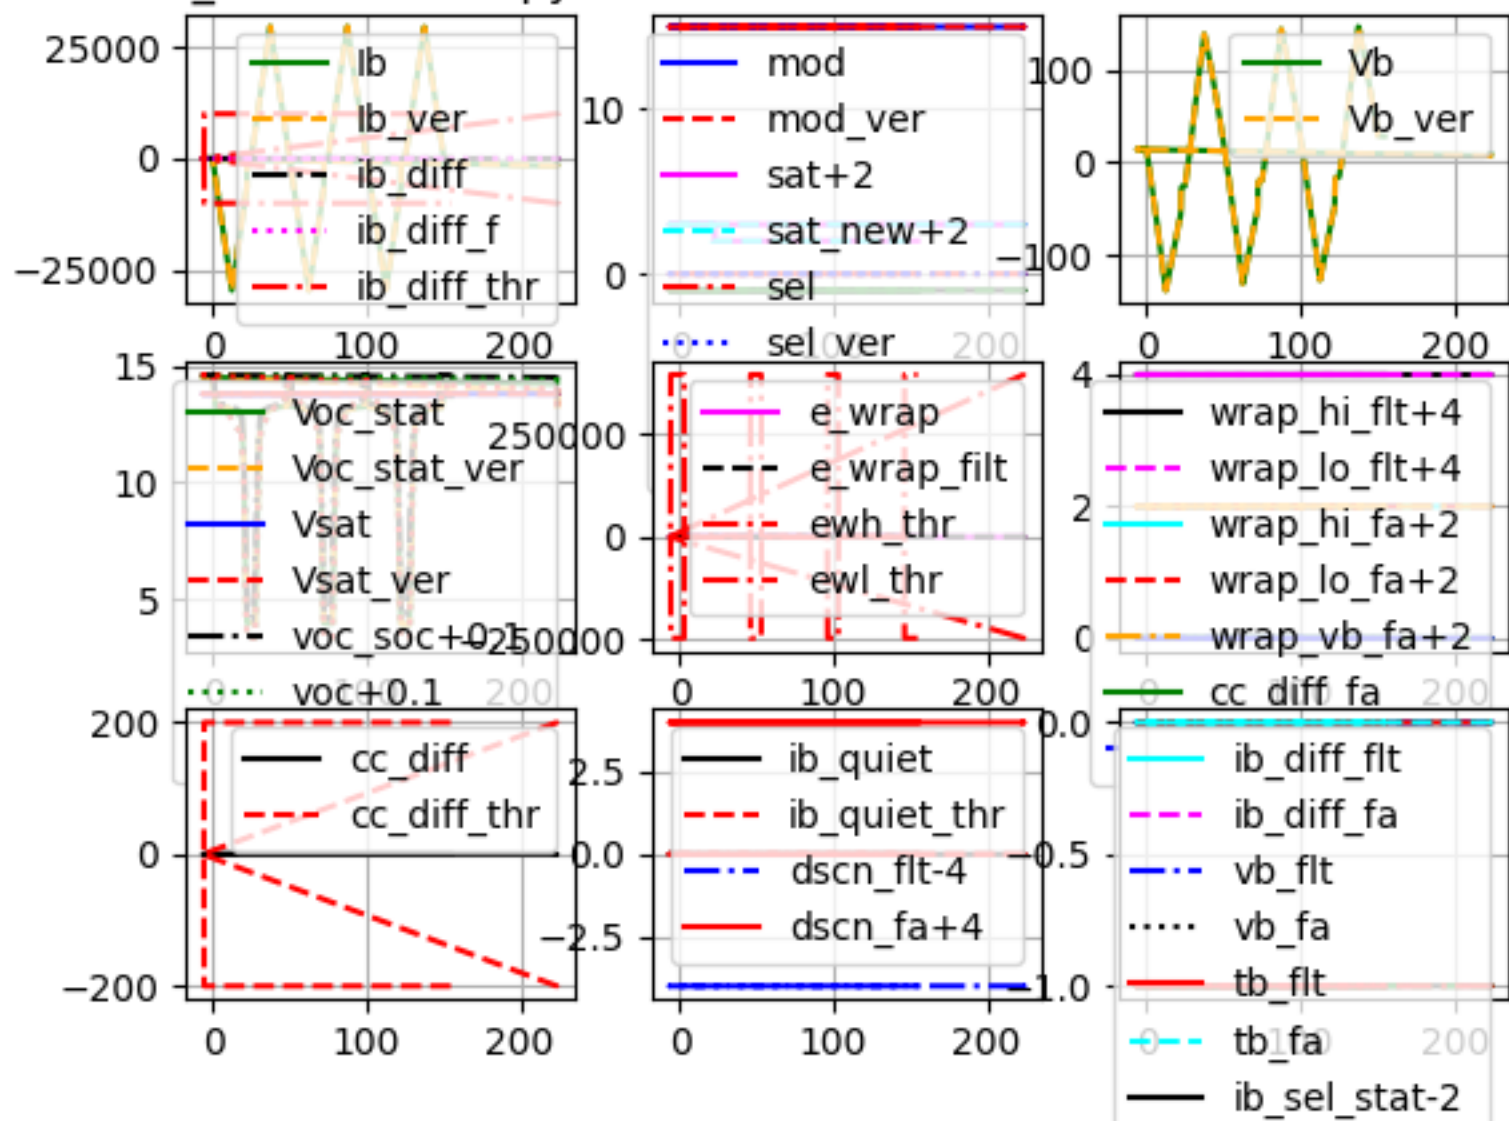 25000
0
−25000
0
100
200
Ib
Ib_ver
ib_diff
ib_diff_f
ib_diff_thr
10
0
0
200
mod
mod_ver
sat+2
sat_new+2
sel
sel_ver
100
0
−100
0
100
200
Vb
Vb_ver
15
10
5
0
200
Voc_stat
Voc_stat_ver
Vsat
Vsat_ver
voc_soc+0.1
voc+0.1
250000
0
−250000
0
100
200
e_wrap
e_wrap_filt
ewh_thr
ewl_thr
4
2
0
0
200
wrap_hi_flt+4
wrap_lo_flt+4
wrap_hi_fa+2
wrap_lo_fa+2
wrap_vb_fa+2
cc_diff_fa
200
0
−200
0
100
200
cc_diff
cc_diff_thr
2.5
0.0
−2.5
0
100
200
ib_quiet
ib_quiet_thr
dscn_flt-4
dscn_fa+4
0.0
−0.5
−1.0
0
200
ib_diff_flt
ib_diff_fa
vb_flt
vb_fa
tb_flt
tb_fa
ib_sel_stat-2